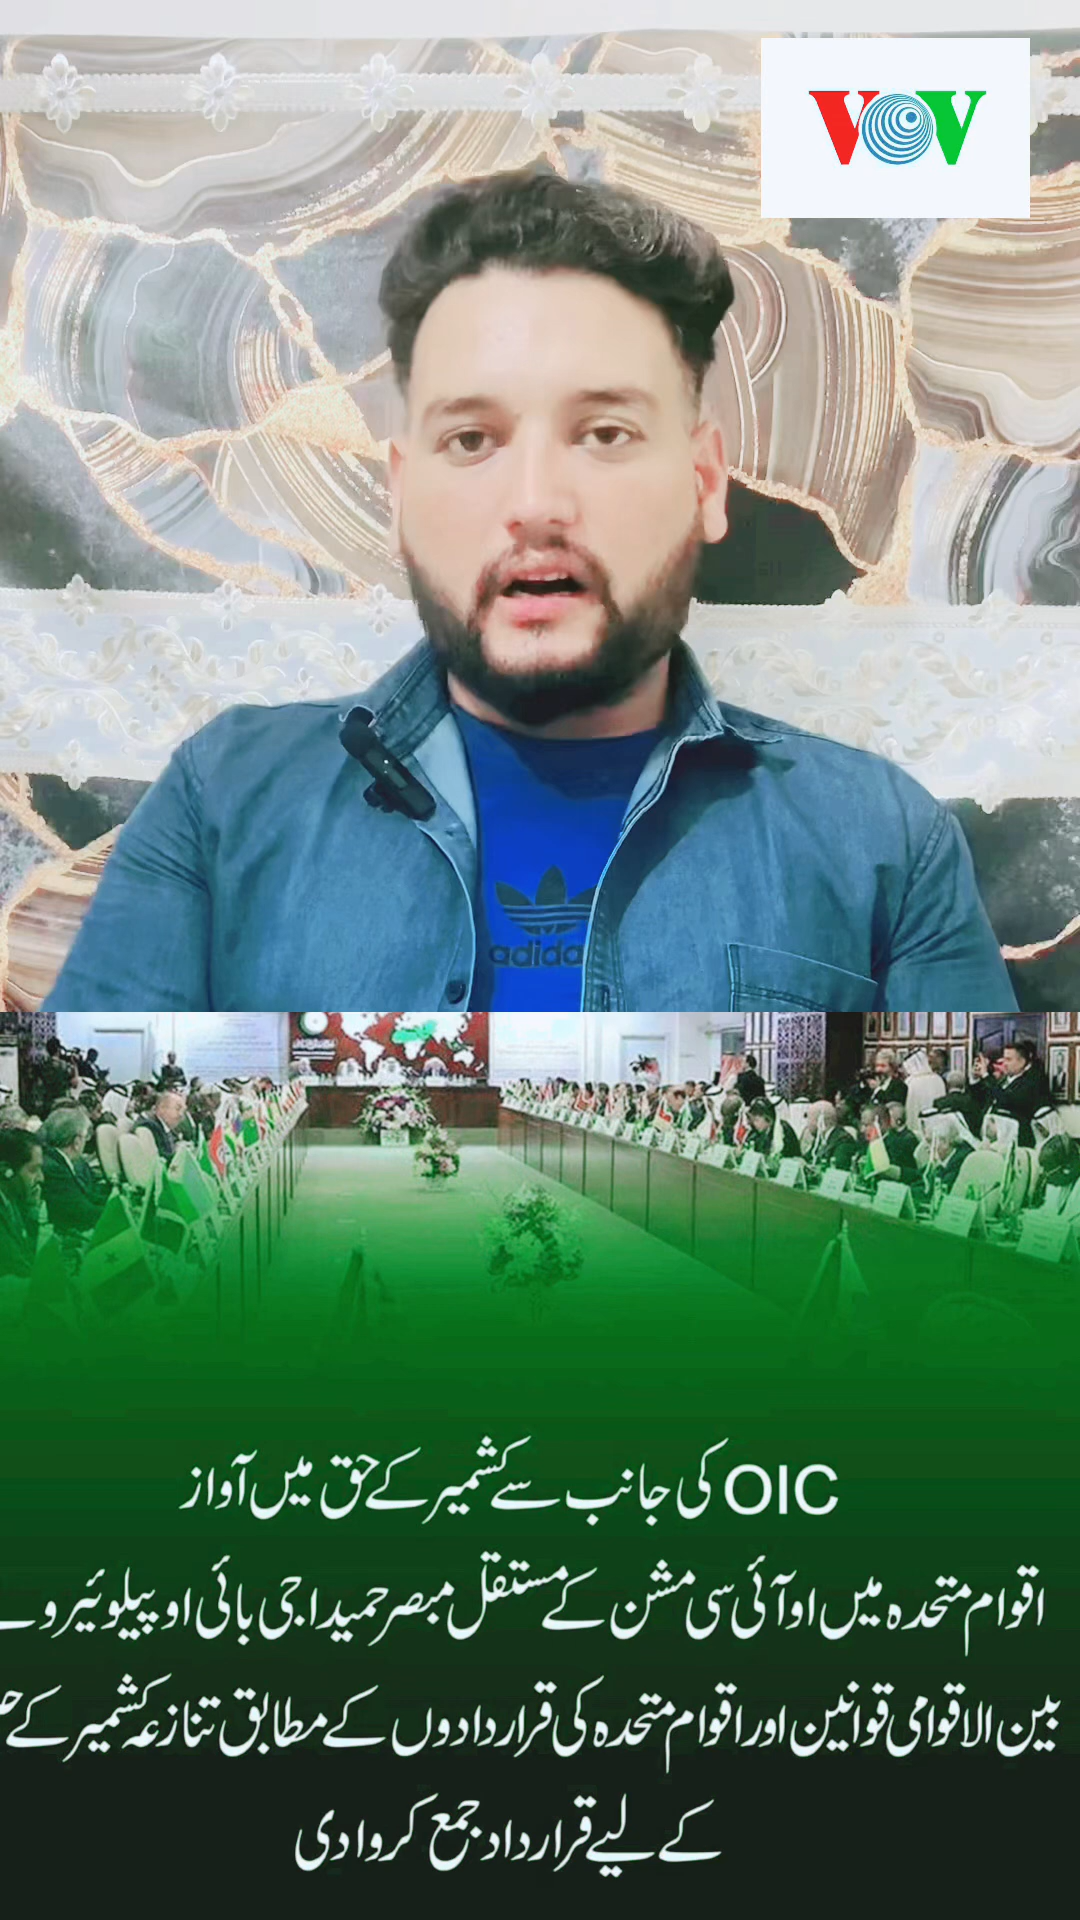 VOV
adidas
OIC کی جانب سے کشمیر کے حق میں آواز
اقوام متحدہ میں او آئی سی مشن کے مستقل مبصر حمید اجی بائی او پیلوئیرو نے
بین الاقوامی قوانین اور اقوام متحدہ کی قراردادوں کے مطابق تنازعہ کشمیر کے
کے لیے قرارداد جمع کروا دی